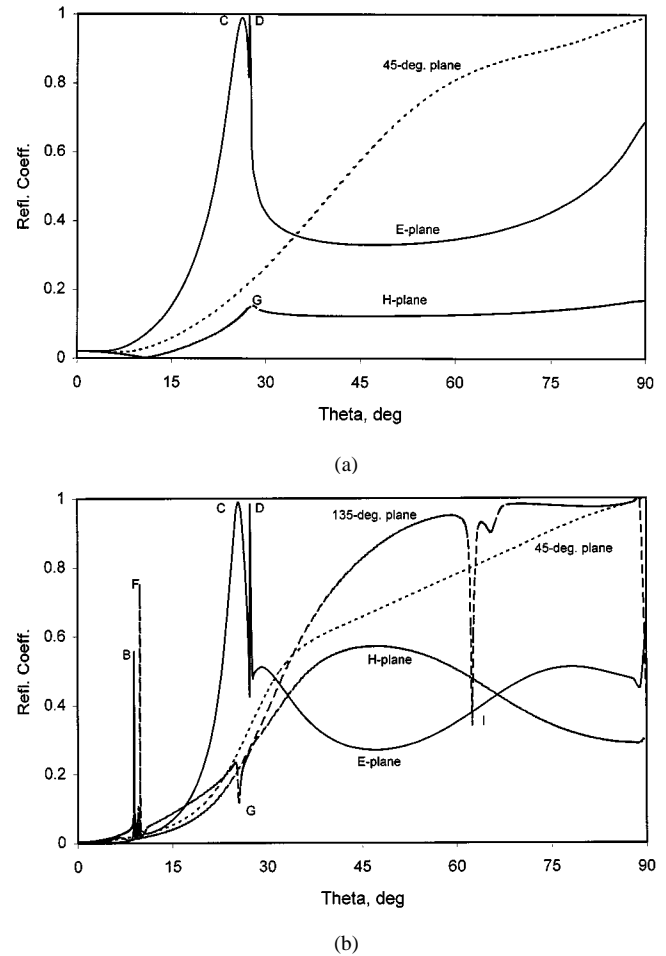 C D
1
45-deg. plane
0.8
0.6
Refl. Coeff.
E-plane
0.4
0.2
G
H-plane
0
0 15 30 45 60 75 90
Theta, deg
(a)
C D
135-deg. plane
1
45-deg. plane
0.8
F
B
0.6
H-plane
Refl. Coeff.
0.4
I
E-plane
0.2
G
0
0 15 30 45 60 75 90
Theta, deg
(b)